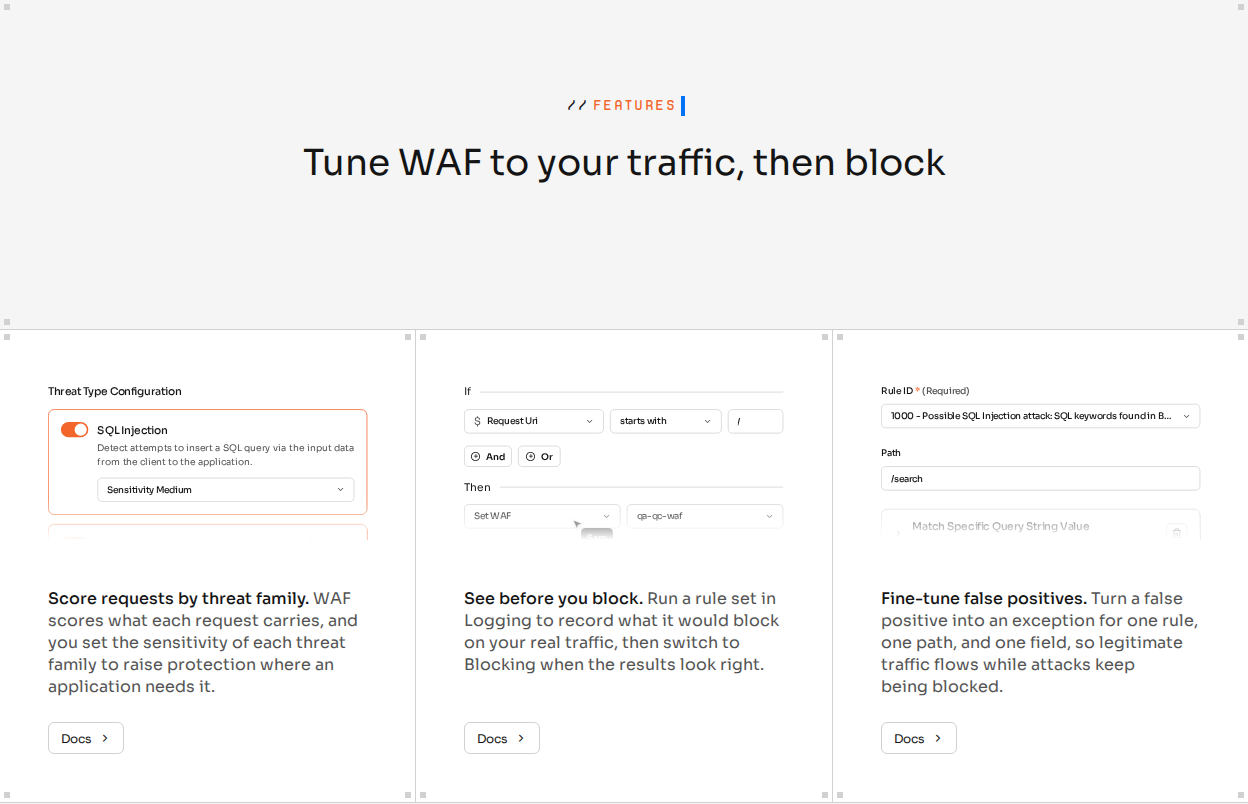 // FEATURES
Tune WAF to your traffic, then block
Threat Type Configuration
SQL Injection
Detect attempts to insert a SQL query via the input data
from the client to the application.
Sensitivity Medium
Score requests by threat family. WAF
scores what each request carries, and
you set the sensitivity of each threat
family to raise protection where an
application needs it.
Docs
If
$ Request Uri
starts with
/
And
Or
Then
Set WAF
qa-qc-waf
See before you block. Run a rule set in
Logging to record what it would block
on your real traffic, then switch to
Blocking when the results look right.
Docs
Rule ID * (Required)
1000 - Possible SQL Injection attack: SQL keywords found in B...
Path
/search
Match Specific Query String Value
Fine-tune false positives. Turn a false
positive into an exception for one rule,
one path, and one field, so legitimate
traffic flows while attacks keep
being blocked.
Docs